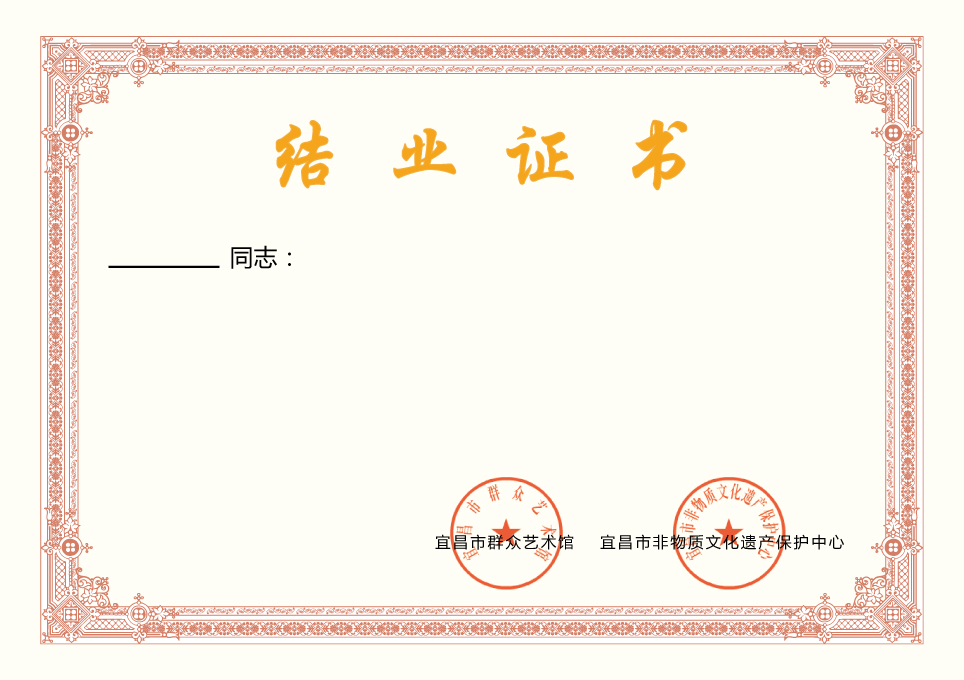 结业证书
同志：
宜昌市群众艺术馆
宜昌市非物质文化遗产保护中心
宜昌市群众艺术馆 宜昌市非物质文化遗产保护中心